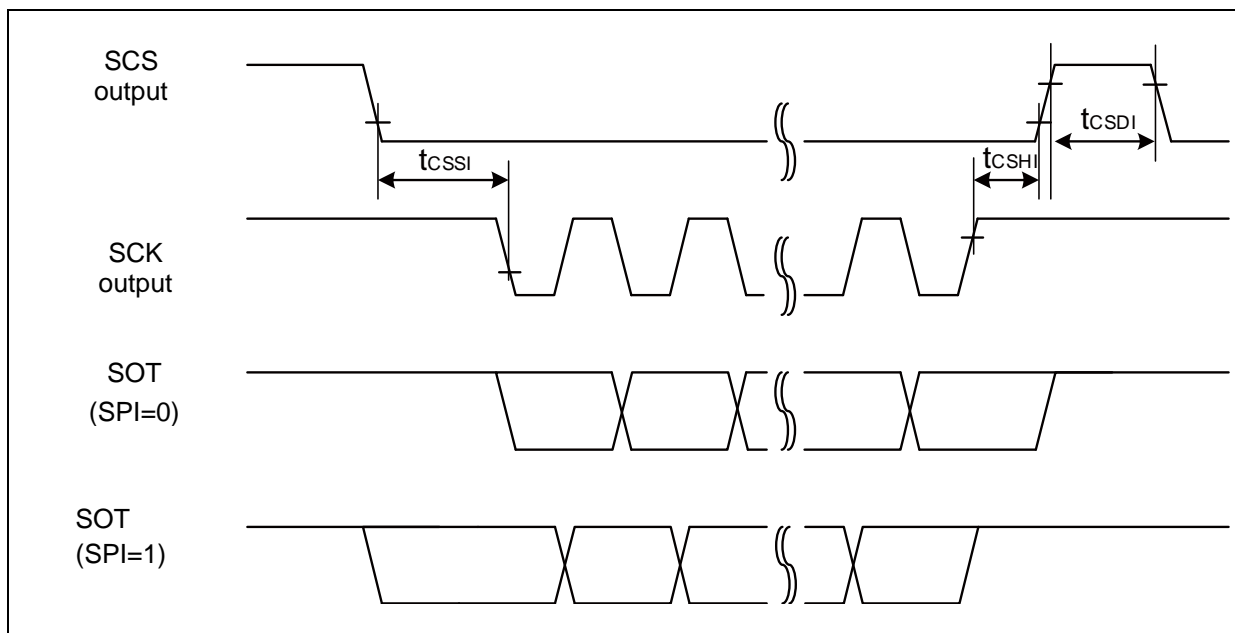 SCS
output
tCSSI
tCSHI
tCSDI
SCK
output
SOT
(SPI=0)
SOT
(SPI=1)